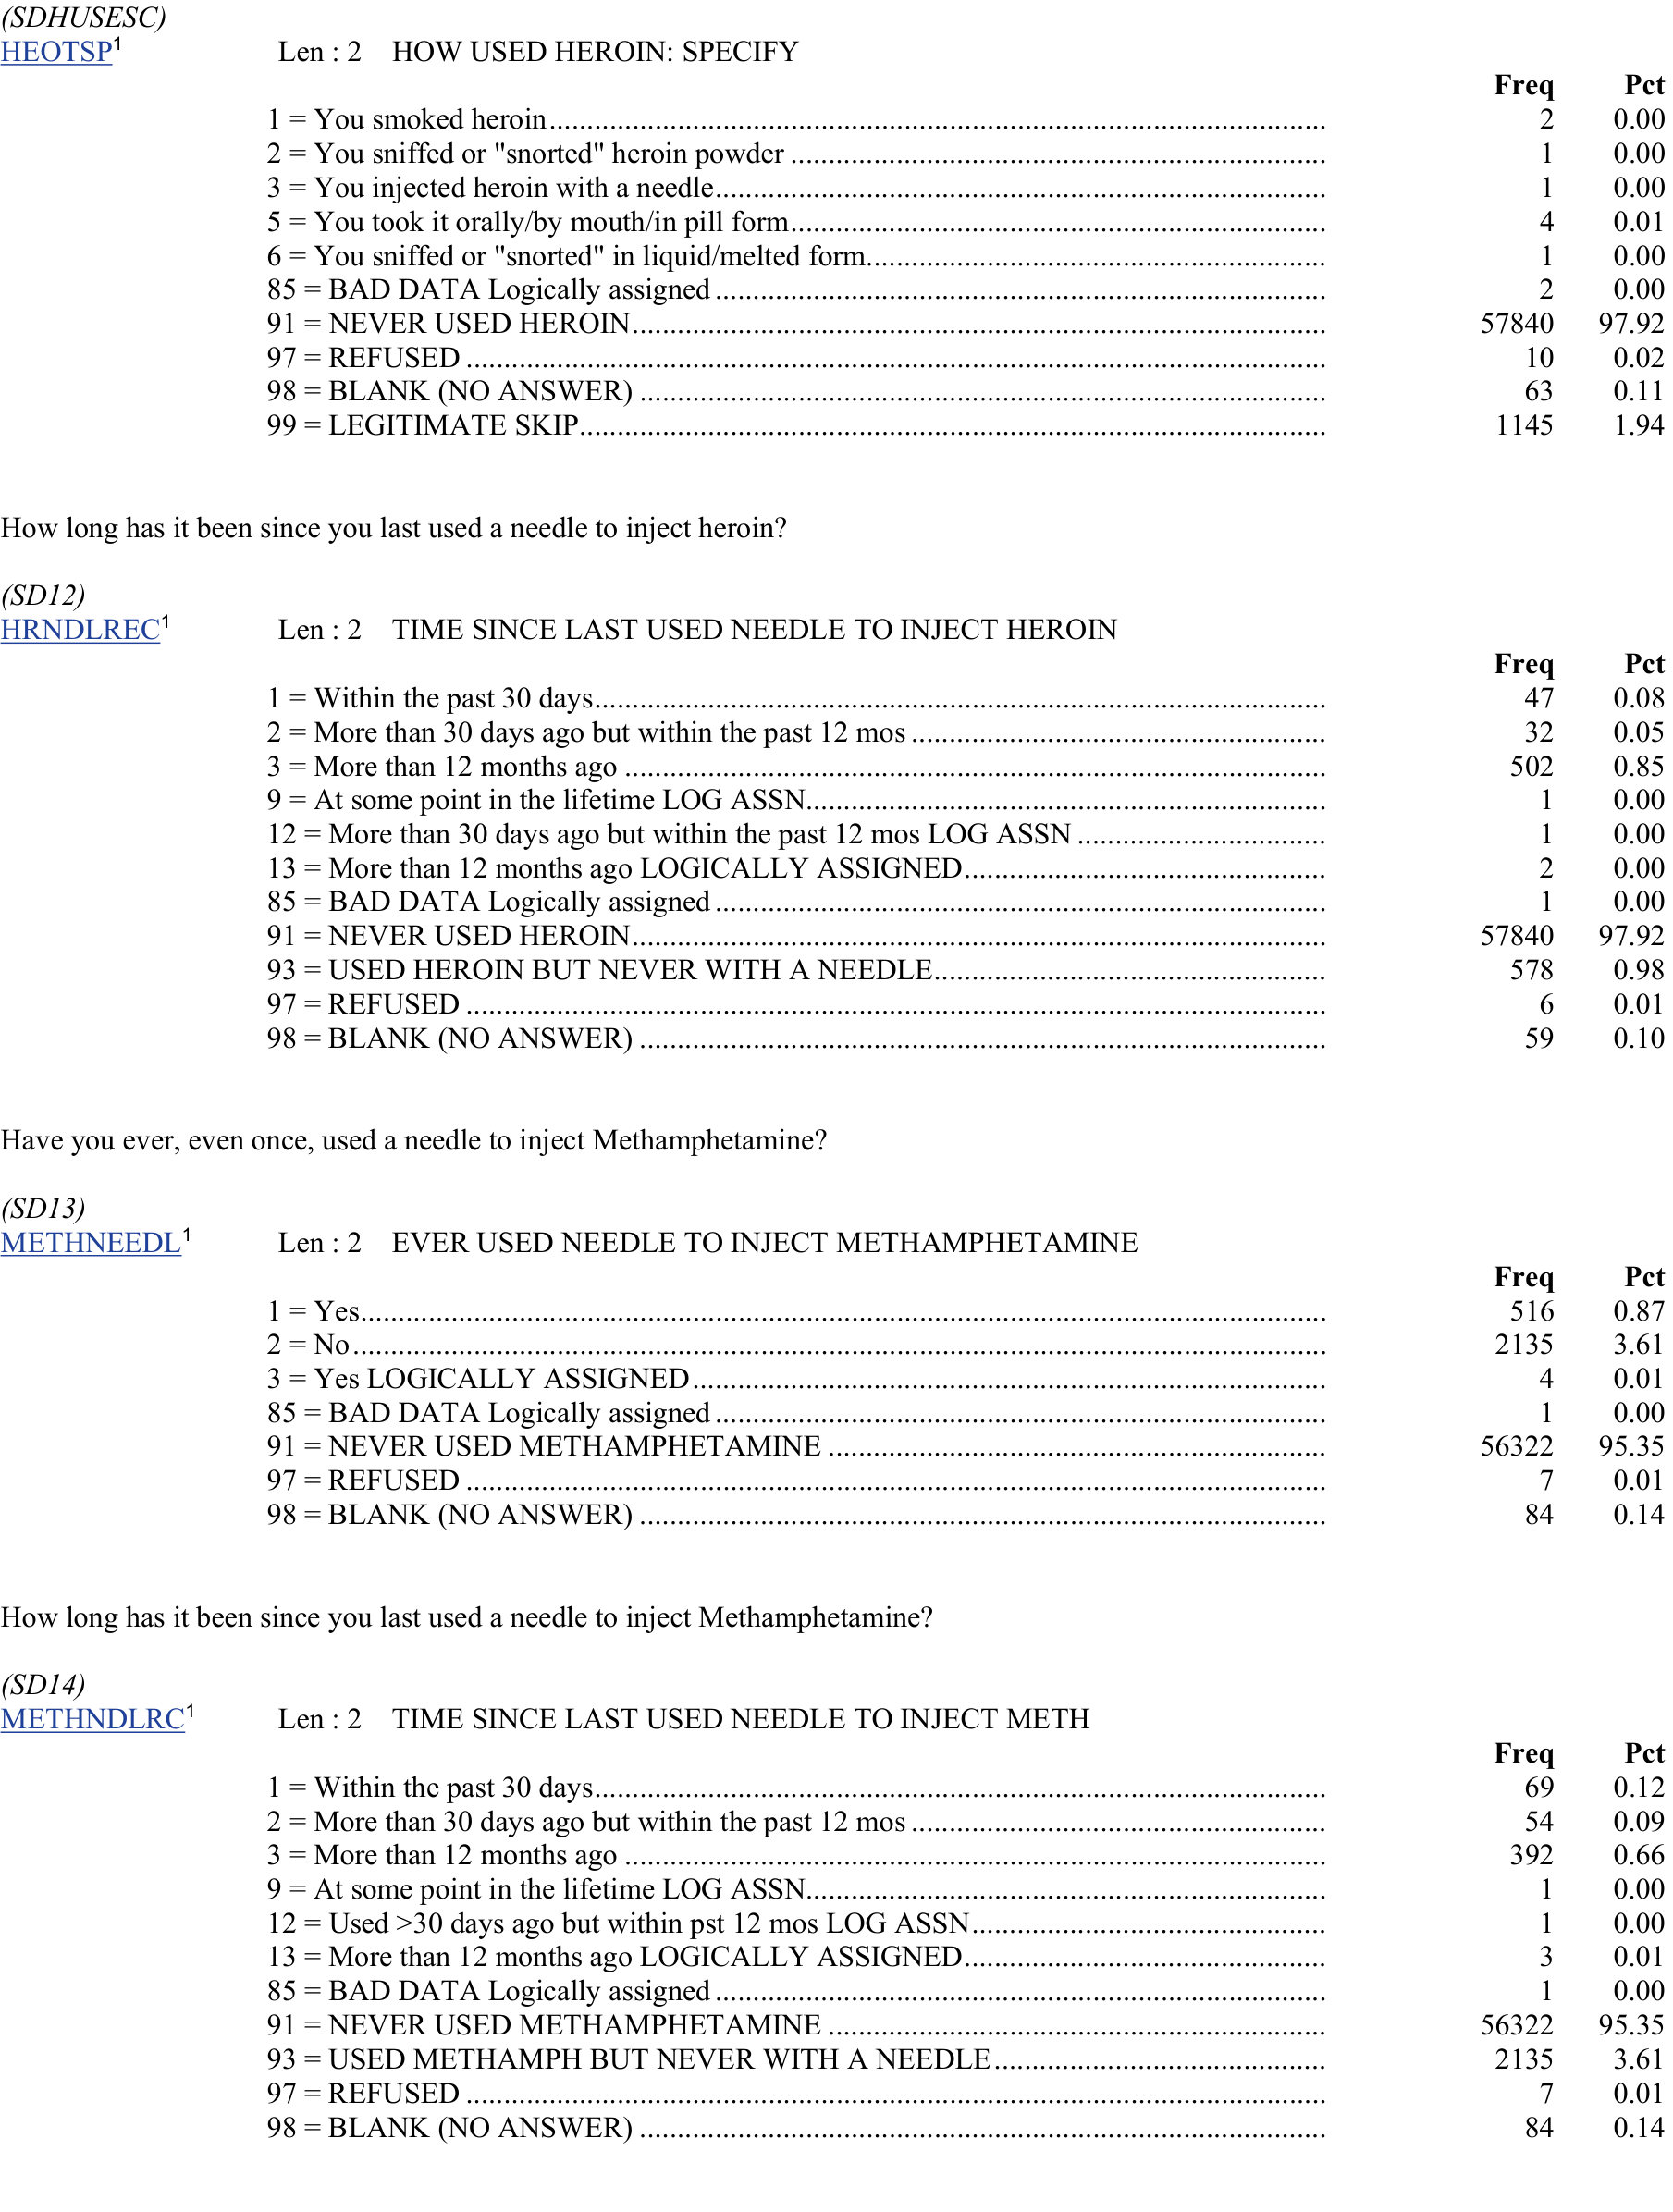 (SDHUSESC)
HEOTSP1 Len : 2 HOW USED HEROIN: SPECIFY
Freq Pct
1 = You smoked heroin 2 0.00
2 = You sniffed or "snorted" heroin powder 1 0.00
3 = You injected heroin with a needle 1 0.00
5 = You took it orally/by mouth/in pill form 4 0.01
6 = You sniffed or "snorted" in liquid/melted form 1 0.00
85 = BAD DATA Logically assigned 2 0.00
91 = NEVER USED HEROIN 57840 97.92
97 = REFUSED 10 0.02
98 = BLANK (NO ANSWER) 63 0.11
99 = LEGITIMATE SKIP 1145 1.94
How long has it been since you last used a needle to inject heroin?
(SD12)
HRNDLREC1 Len : 2 TIME SINCE LAST USED NEEDLE TO INJECT HEROIN
Freq Pct
1 = Within the past 30 days 47 0.08
2 = More than 30 days ago but within the past 12 mos 32 0.05
3 = More than 12 months ago 502 0.85
9 = At some point in the lifetime LOG ASSN 1 0.00
12 = More than 30 days ago but within the past 12 mos LOG ASSN 1 0.00
13 = More than 12 months ago LOGICALLY ASSIGNED 2 0.00
85 = BAD DATA Logically assigned 1 0.00
91 = NEVER USED HEROIN 57840 97.92
93 = USED HEROIN BUT NEVER WITH A NEEDLE 578 0.98
97 = REFUSED 6 0.01
98 = BLANK (NO ANSWER) 59 0.10
Have you ever, even once, used a needle to inject Methamphetamine?
(SD13)
METHNEEDL1 Len : 2 EVER USED NEEDLE TO INJECT METHAMPHETAMINE
Freq Pct
1 = Yes 516 0.87
2 = No 2135 3.61
3 = Yes LOGICALLY ASSIGNED 4 0.01
85 = BAD DATA Logically assigned 1 0.00
91 = NEVER USED METHAMPHETAMINE 56322 95.35
97 = REFUSED 7 0.01
98 = BLANK (NO ANSWER) 84 0.14
How long has it been since you last used a needle to inject Methamphetamine?
(SD14)
METHNDLRC1 Len : 2 TIME SINCE LAST USED NEEDLE TO INJECT METH
Freq Pct
1 = Within the past 30 days 69 0.12
2 = More than 30 days ago but within the past 12 mos 54 0.09
3 = More than 12 months ago 392 0.66
9 = At some point in the lifetime LOG ASSN 1 0.00
12 = Used >30 days ago but within pst 12 mos LOG ASSN 1 0.00
13 = More than 12 months ago LOGICALLY ASSIGNED 3 0.01
85 = BAD DATA Logically assigned 1 0.00
91 = NEVER USED METHAMPHETAMINE 56322 95.35
93 = USED METHAMPH BUT NEVER WITH A NEEDLE 2135 3.61
97 = REFUSED 7 0.01
98 = BLANK (NO ANSWER) 84 0.14